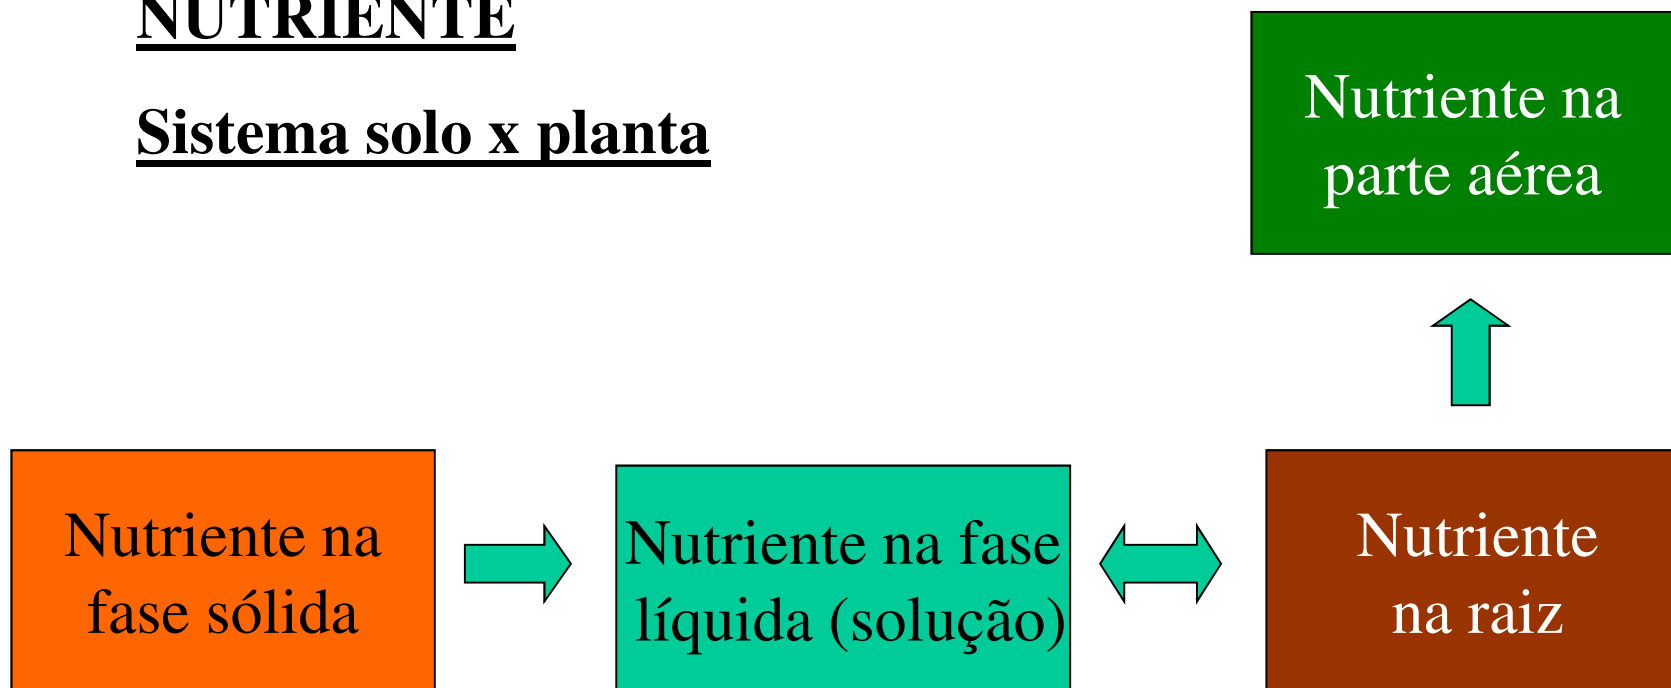 NUTRIENTE
Sistema solo x planta
Nutriente na
parte aérea
Nutriente na
fase sólida
Nutriente na fase
líquida (solução)
Nutriente
na raiz